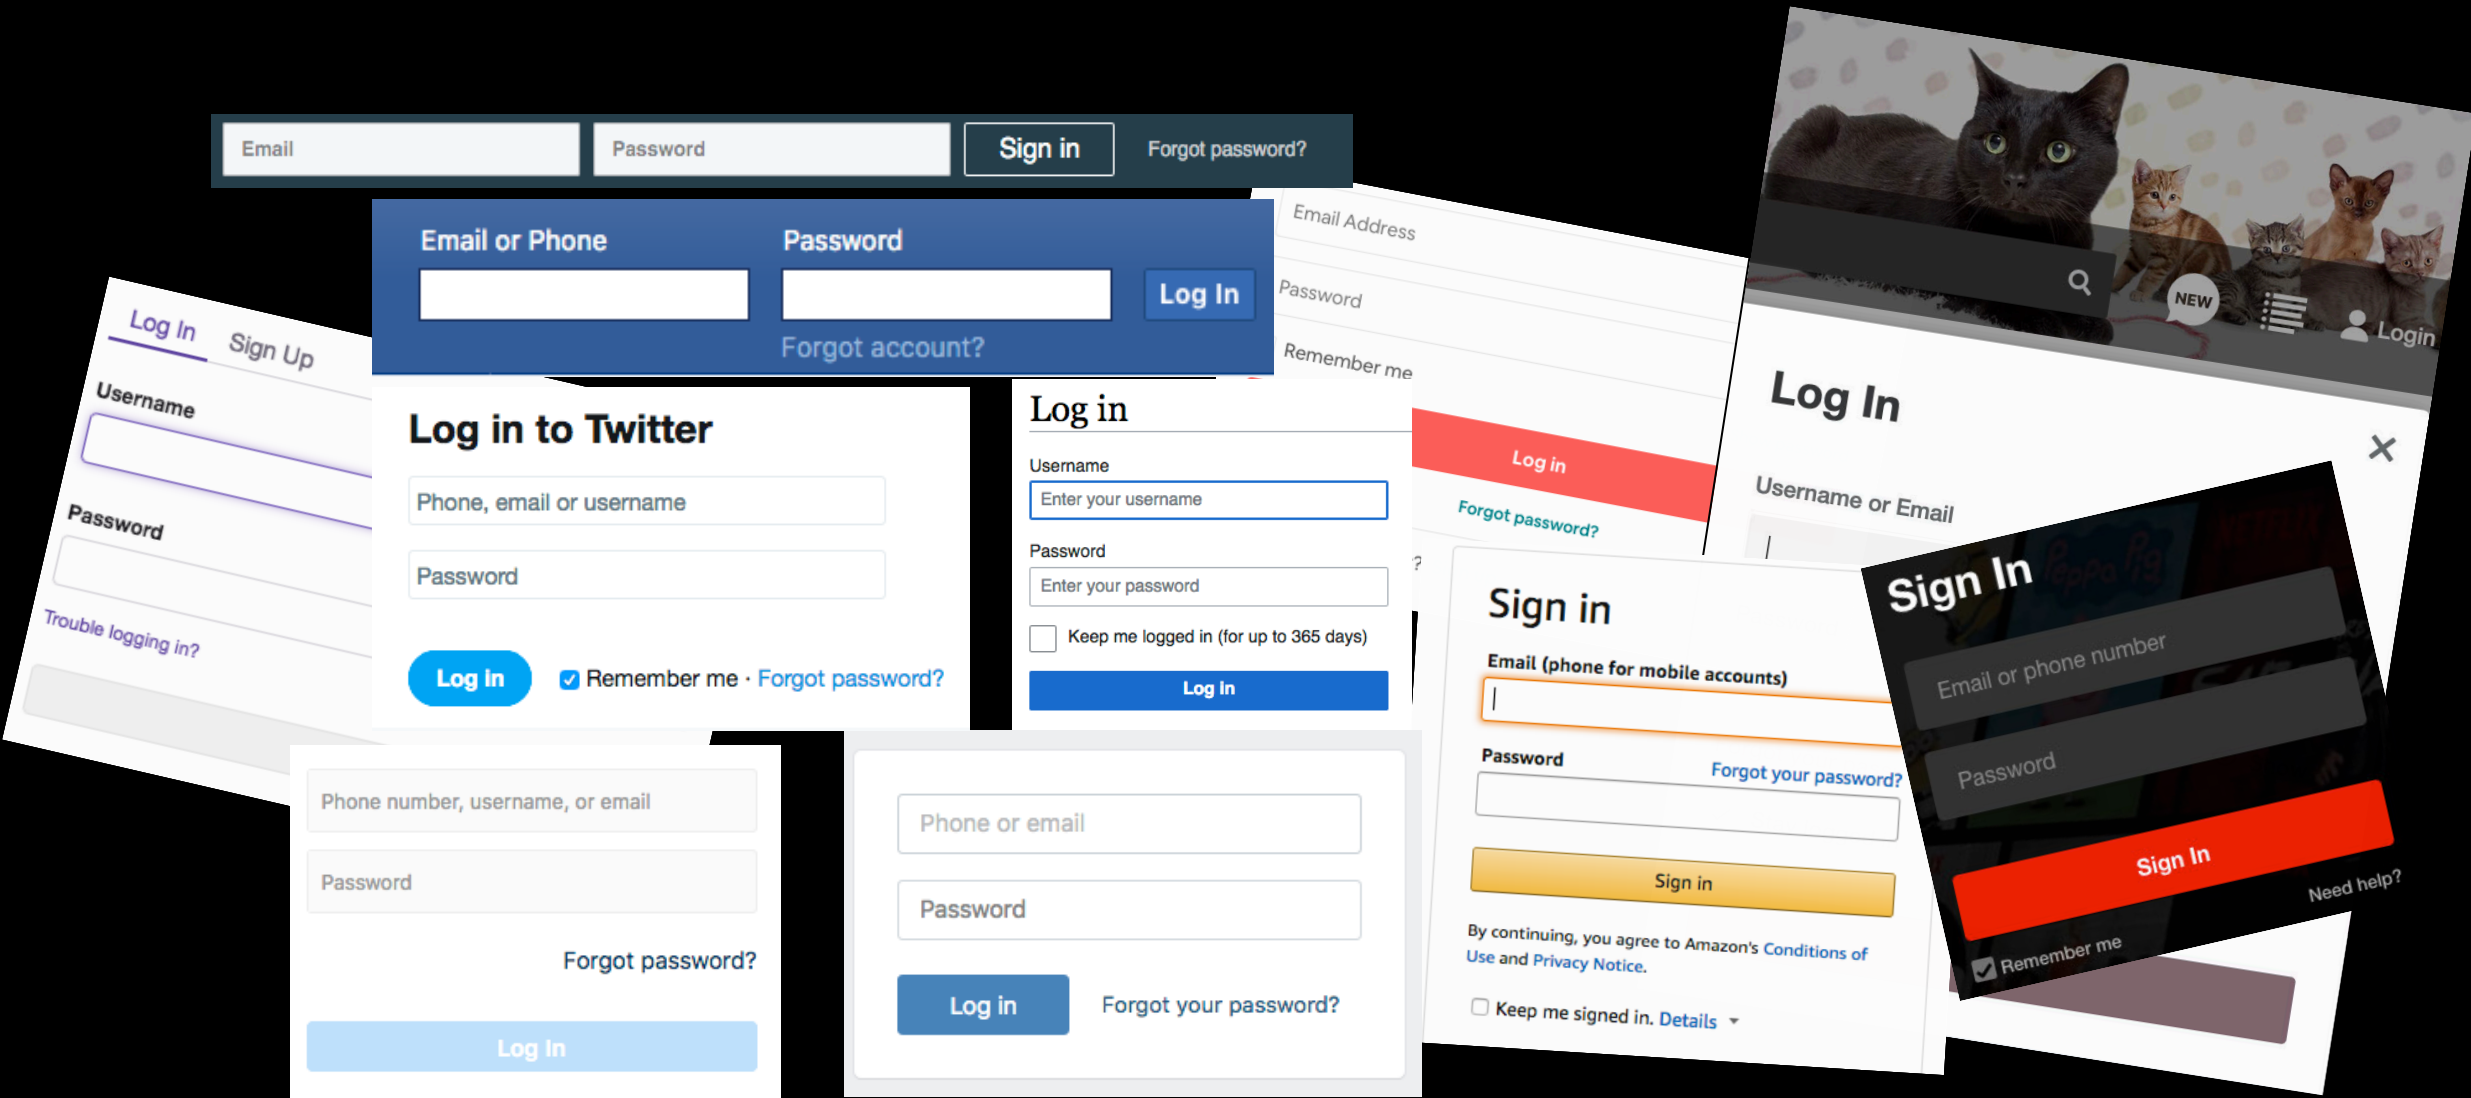 Email
Password
Sign in
Forgot password?
Email or Phone
Password
Log In
Forgot account?
Log In
Sign Up
Username
Password
Trouble logging in?
Log in to Twitter
Phone, email or username
Password
Log in
Remember me · Forgot password?
Log in
Username
Enter your username
Password
Enter your password
Keep me logged in (for up to 365 days)
Log in
Email Address
Password
Remember me
Log in
Forgot password?
?
NEW
Login
Log In
Username or Email
Phone number, username, or email
Password
Forgot password?
Log In
Phone or email
Password
Log in
Forgot your password?
Sign in
Email (phone for mobile accounts)
Password
Forgot your password?
Sign in
By continuing, you agree to Amazon's Conditions of
Use and Privacy Notice.
Keep me signed in. Details
Sign In
Peppa Pig
Email or phone number
Password
Sign In
Need help?
Remember me